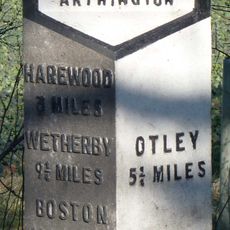 ARTHINGTON
HAREWOOD
3 MILES
WETHERBY
9½ MILES
BOSTON
OTLEY
5¼ MILES